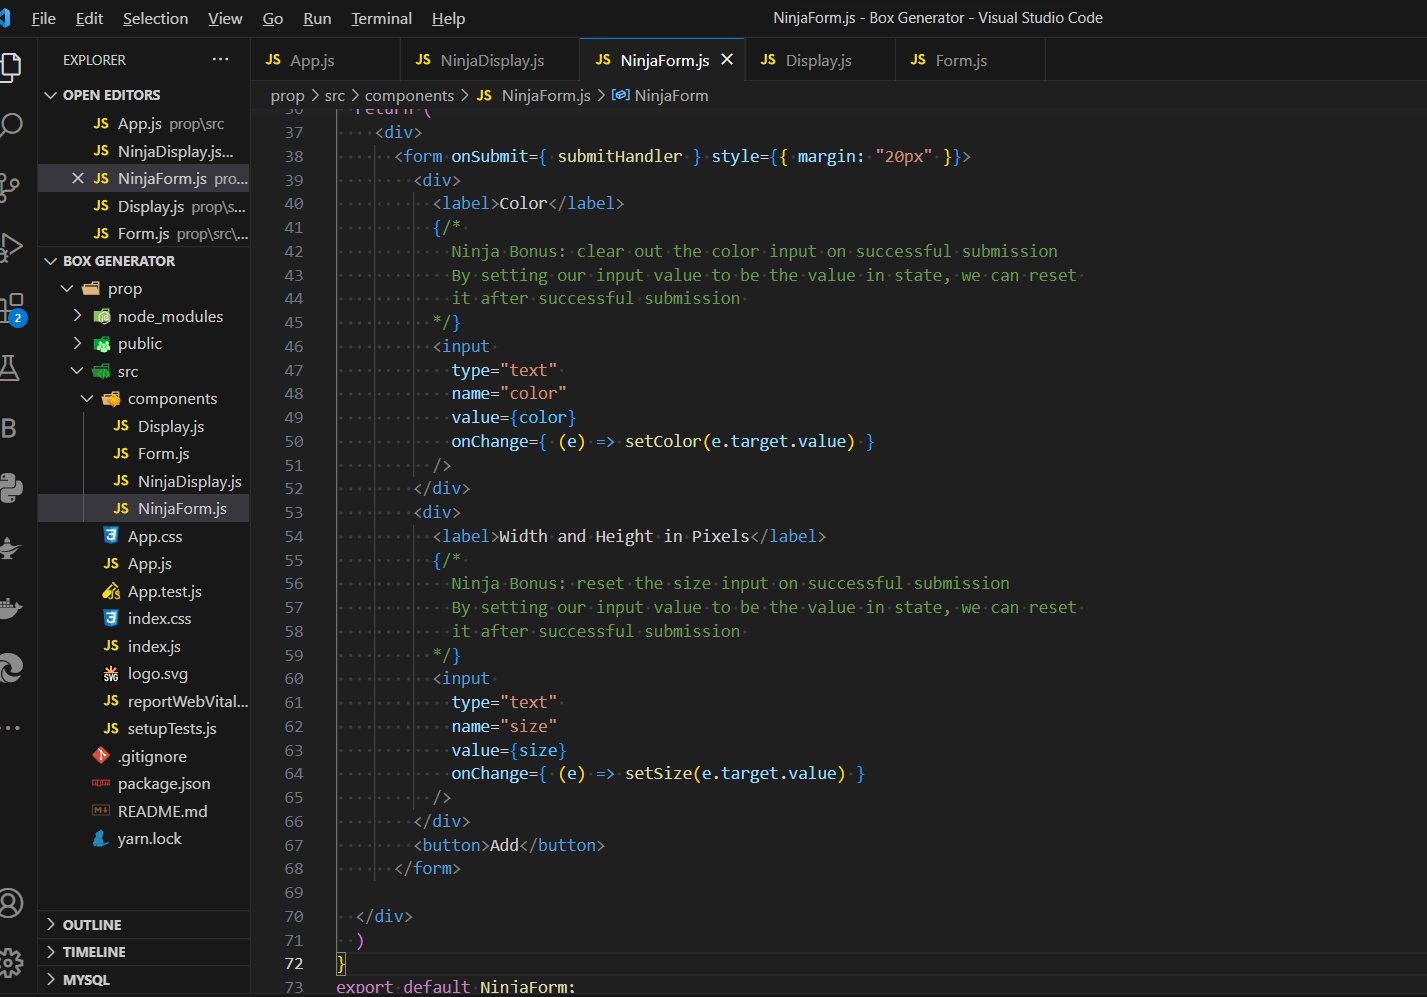 File Edit Selection View Go Run Terminal Help
NinjaForm.js - Box Generator - Visual Studio Code
EXPLORER
OPEN EDITORS
JS App.js prop\src
JS NinjaDisplay.js...
JS NinjaForm.js pro...
JS Display.js prop\s...
JS Form.js prop\src\...
BOX GENERATOR
prop
node_modules
public
src
components
JS Display.js
JS Form.js
JS NinjaDisplay.js
JS NinjaForm.js
App.css
JS App.js
App.test.js
index.css
JS index.js
SVG logo.svg
JS reportWebVital...
JS setupTests.js
.gitignore
package.json
README.md
yarn.lock
OUTLINE
TIMELINE
MYSQL
2
B
JS App.js
JS NinjaDisplay.js
JS NinjaForm.js
JS Display.js
JS Form.js
prop > src > components > JS NinjaForm.js > NinjaForm
36 return (
37 <div>
38 <form onSubmit={ submitHandler } style={{ margin: "20px" }}>
39 <div>
40 <label>Color</label>
41 {/*
42 Ninja Bonus: clear out the color input on successful submission
43 By setting our input value to be the value in state, we can reset
44 it after successful submission
45 */}
46 <input
47 type="text"
48 name="color"
49 value={color}
50 onChange={ (e) => setColor(e.target.value) }
51 />
52 </div>
53 <div>
54 <label>Width and Height in Pixels</label>
55 {/*
56 Ninja Bonus: reset the size input on successful submission
57 By setting our input value to be the value in state, we can reset
58 it after successful submission
59 */}
60 <input
61 type="text"
62 name="size"
63 value={size}
64 onChange={ (e) => setSize(e.target.value) }
65 />
66 </div>
67 <button>Add</button>
68 </form>
69
70 </div>
71 )
72 }
73 export default NinjaForm;